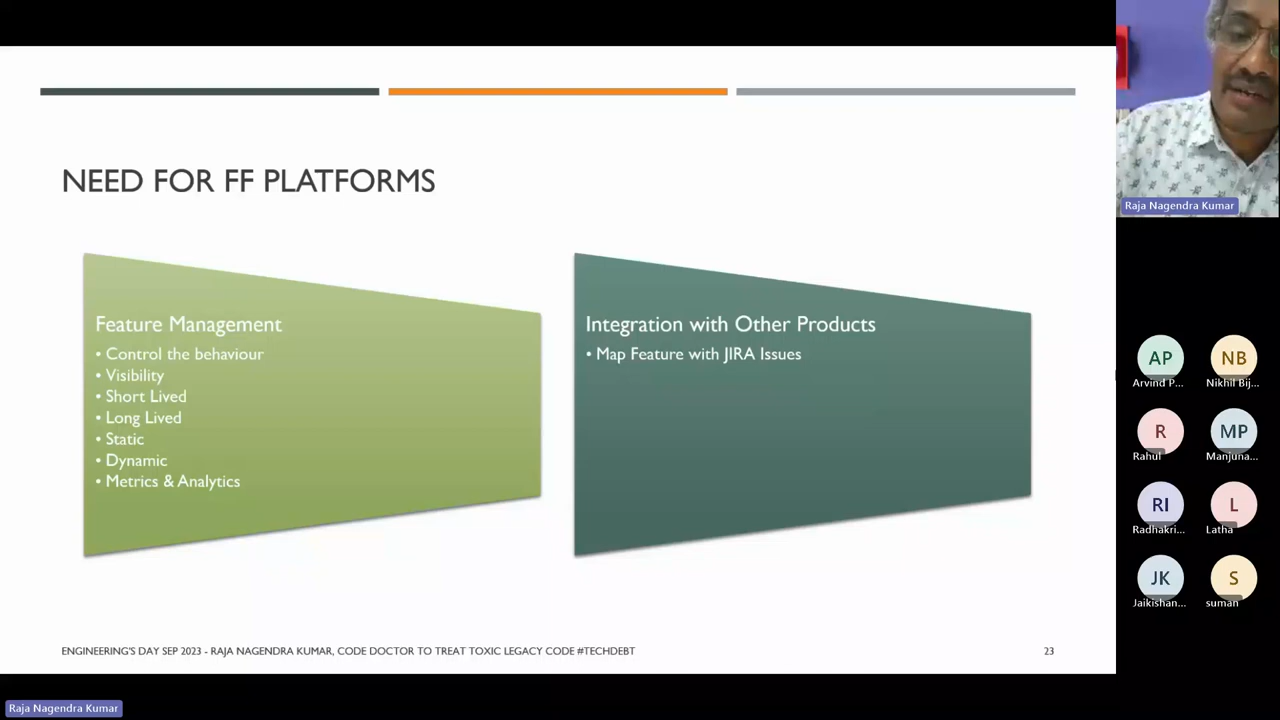 NEED FOR FF PLATFORMS
Feature Management
• Control the behaviour
• Visibility
• Short Lived
• Long Lived
• Static
• Dynamic
• Metrics & Analytics
Integration with Other Products
• Map Feature with JIRA Issues
ENGINEERING'S DAY SEP 2023 - RAJA NAGENDRA KUMAR, CODE DOCTOR TO TREAT TOXIC LEGACY CODE #TECHDEBT
23
Raja Nagendra Kumar
AP
Arvind P...
NB
Nikhil Bij...
R
Rahul
MP
Manjuna...
RI
Radhakri...
L
Latha
JK
Jaikishan...
S
suman
Raja Nagendra Kumar